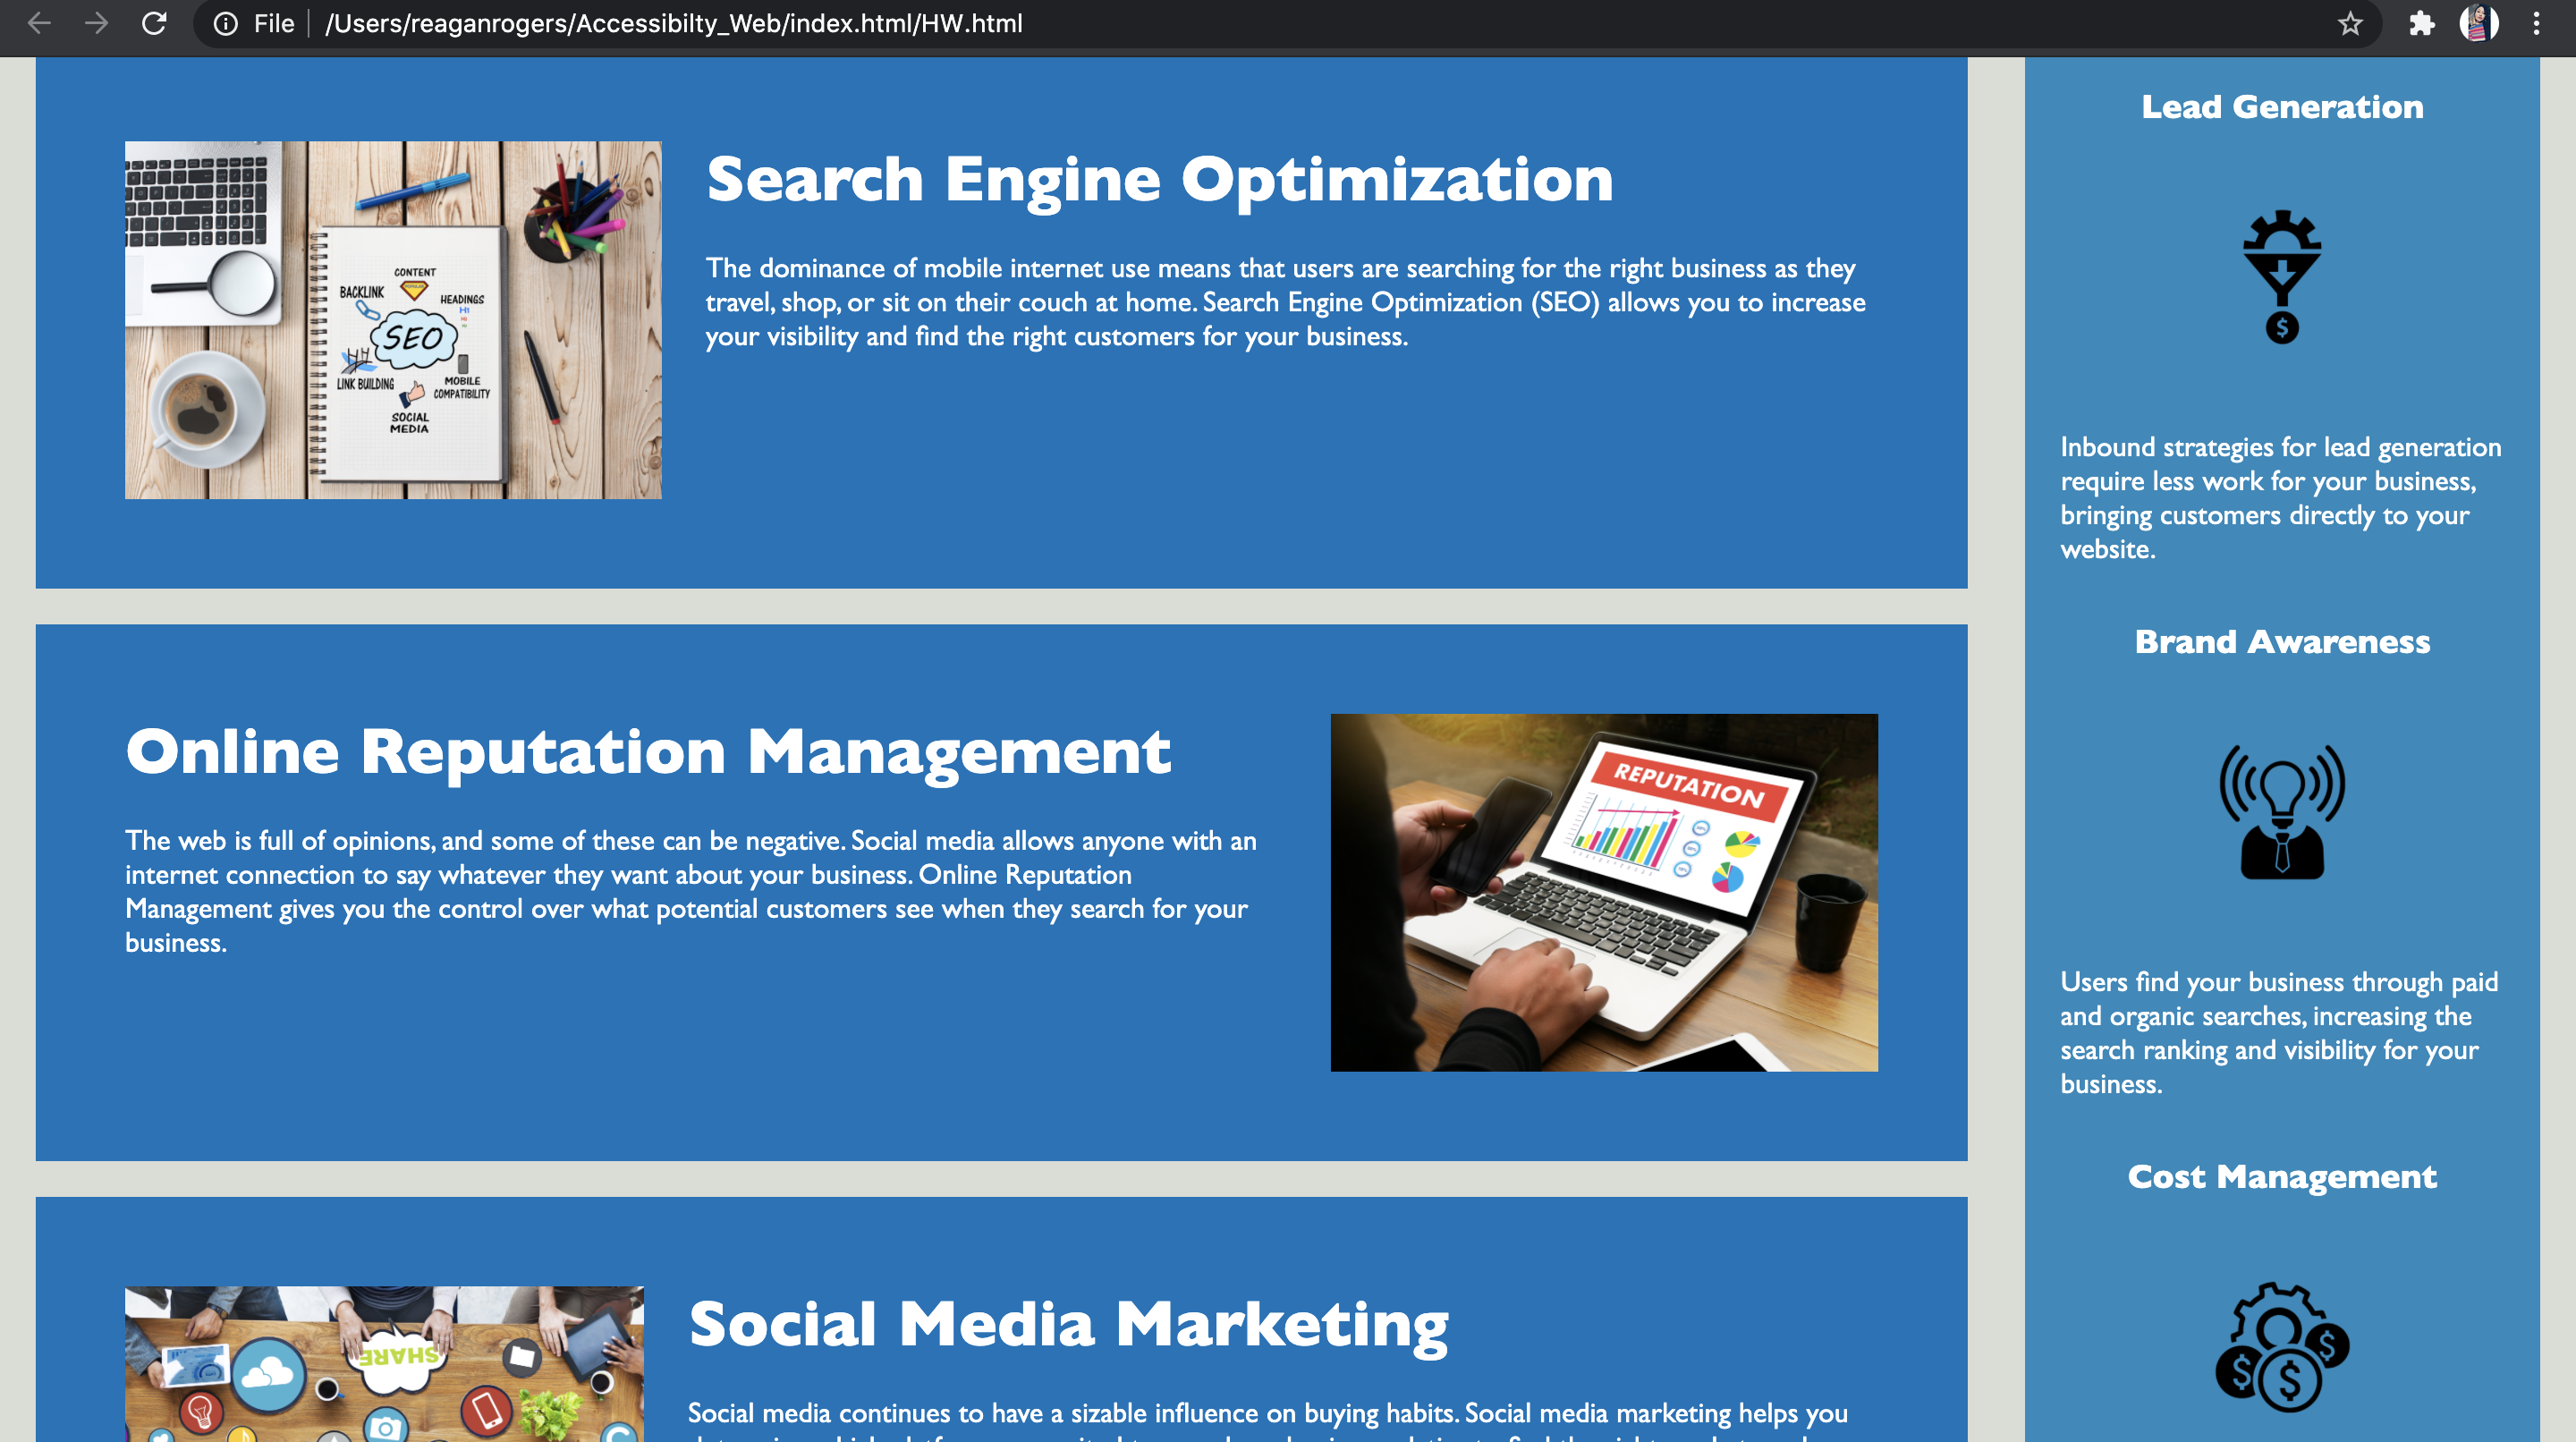 File
/Users/reaganrogers/Accessibilty_Web/index.html/HW.html
CONTENT
BACKLINK
HEADINGS
H1
SEO
LINK BUILDING
MOBILE
COMPATIBILITY
SOCIAL
MEDIA
Search Engine Optimization
The dominance of mobile internet use means that users are searching for the right business as they
travel, shop, or sit on their couch at home. Search Engine Optimization (SEO) allows you to increase
your visibility and find the right customers for your business.
Online Reputation Management
The web is full of opinions, and some of these can be negative. Social media allows anyone with an
internet connection to say whatever they want about your business. Online Reputation
Management gives you the control over what potential customers see when they search for your
business.
REPUTATION
SHARE
Social Media Marketing
Social media continues to have a sizable influence on buying habits. Social media marketing helps you
Lead Generation
$
Inbound strategies for lead generation
require less work for your business,
bringing customers directly to your
website.
Brand Awareness
Users find your business through paid
and organic searches, increasing the
search ranking and visibility for your
business.
Cost Management
$
$
$